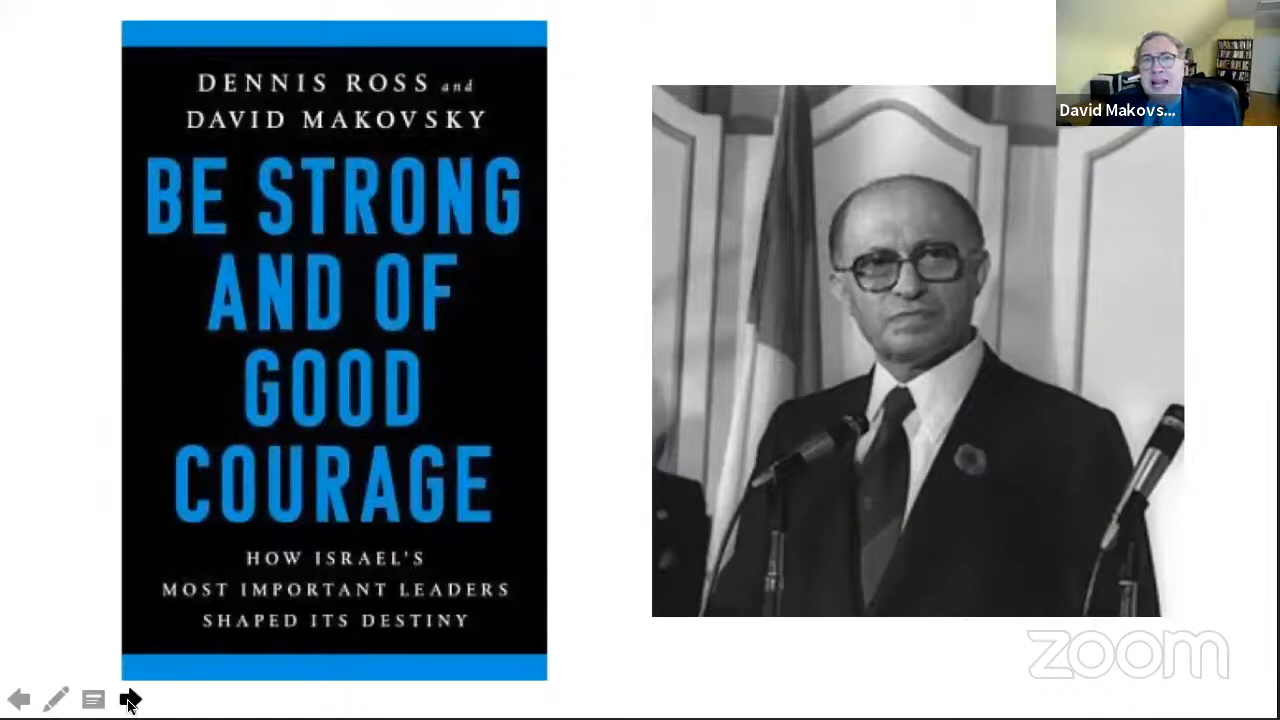 DENNIS ROSS and
DAVID MAKOVSKY
BE STRONG
AND OF
GOOD
COURAGE
HOW ISRAEL'S
MOST IMPORTANT LEADERS
SHAPED ITS DESTINY
David Makovs...
zoom